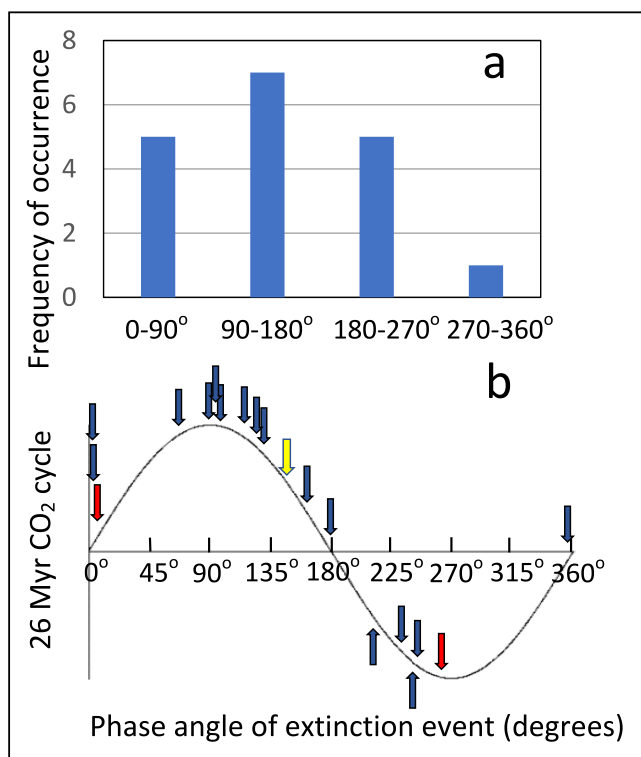 a
Frequency of occurrence
8
6
4
2
0
0-90° 90-180° 180-270° 270-360°
b
26 Myr CO₂ cycle
0° 45° 90° 135° 180° 225° 270° 315° 360°
Phase angle of extinction event (degrees)